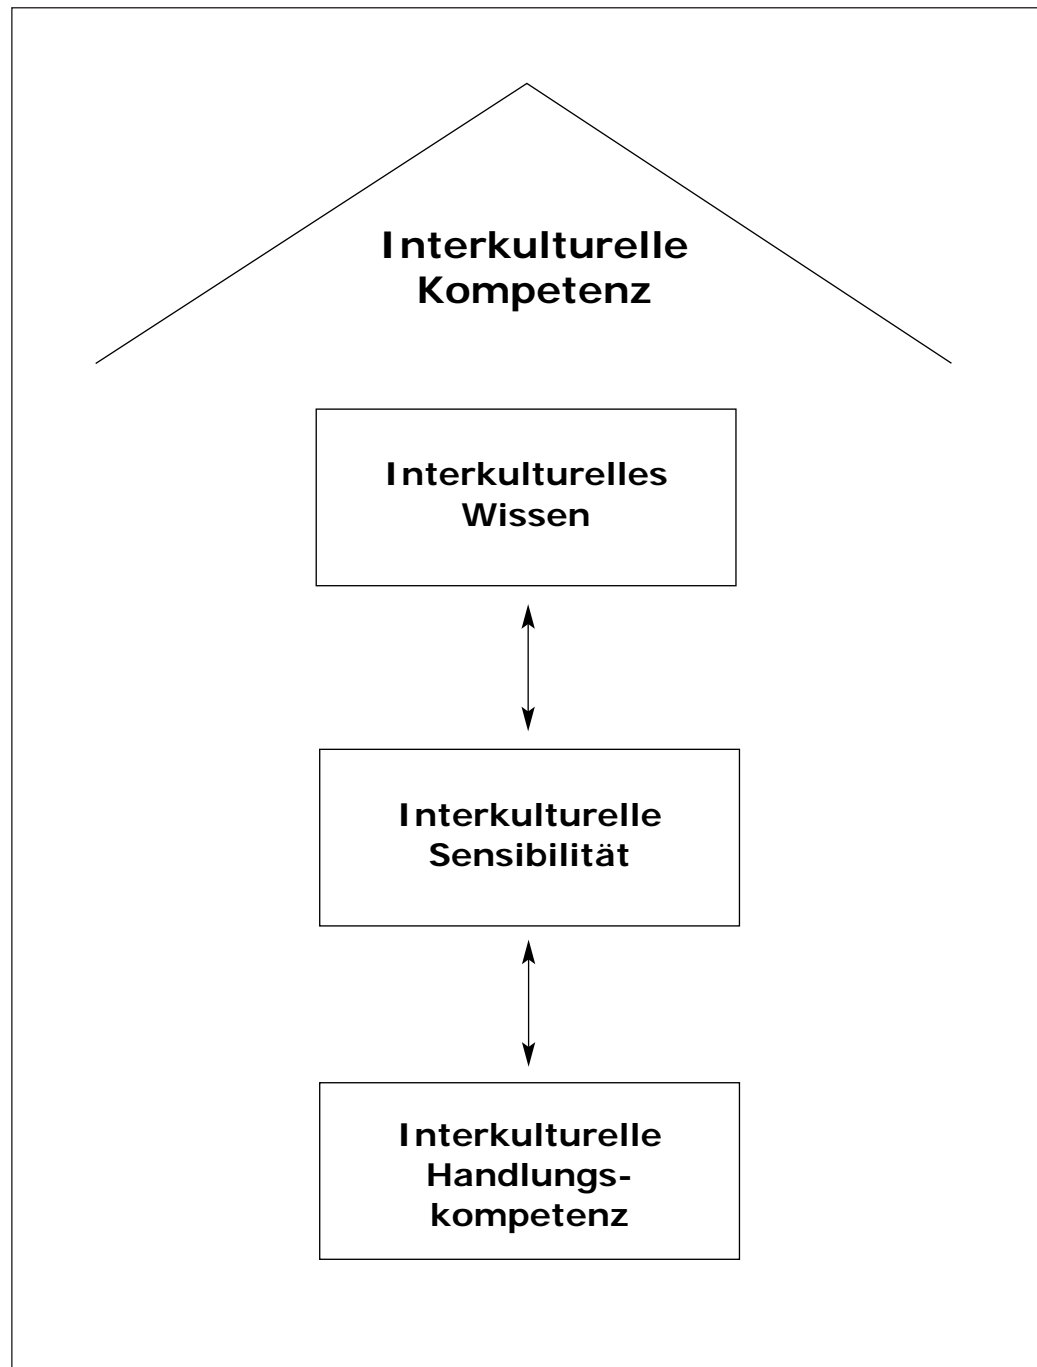 Interkulturelle
Kompetenz
Interkulturelles
Wissen
Interkulturelle
Sensibilität
Interkulturelle
Handlungs-
kompetenz